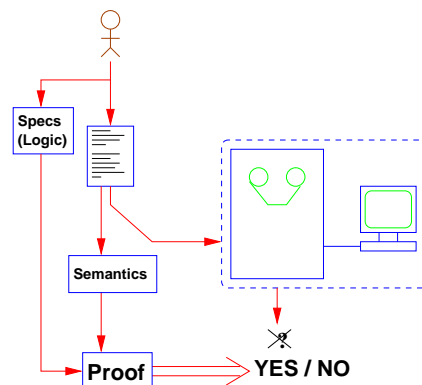 Specs
(Logic)
Semantics
?
Proof
YES / NO